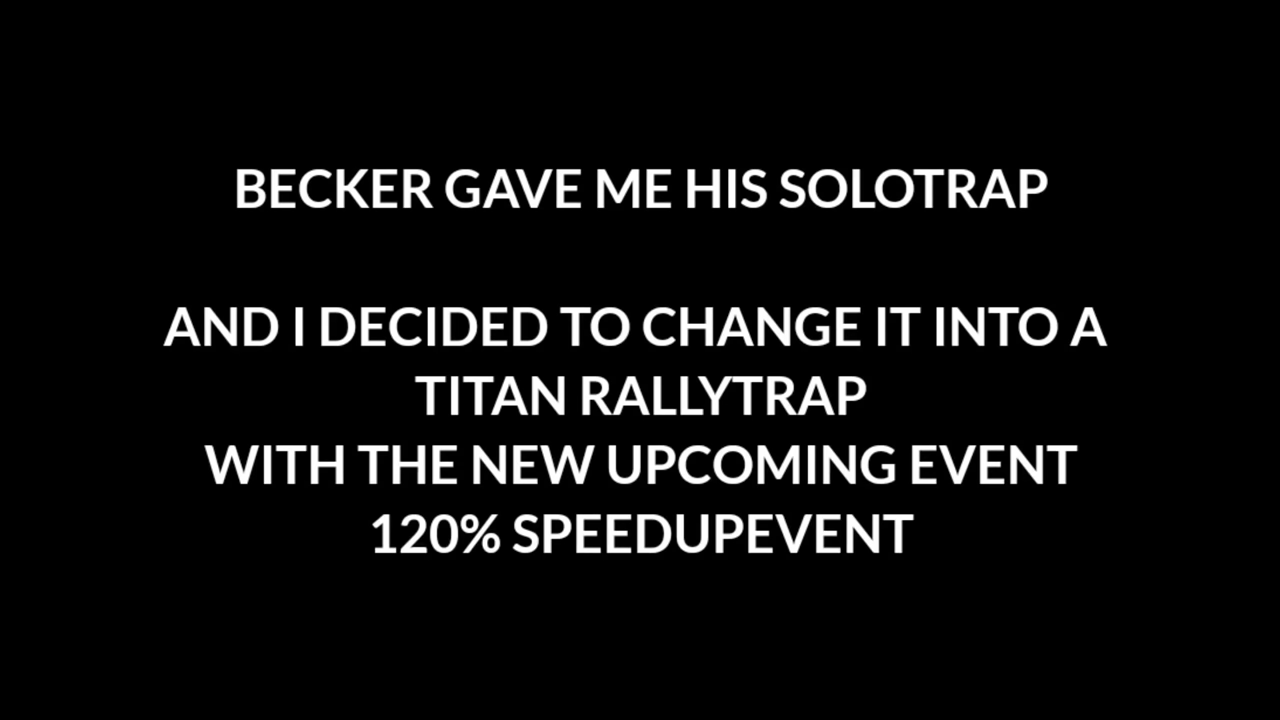 BECKER GAVE ME HIS SOLOTRAP
AND I DECIDED TO CHANGE IT INTO A
TITAN RALLYTRAP
WITH THE NEW UPCOMING EVENT
120% SPEEDUPEVENT